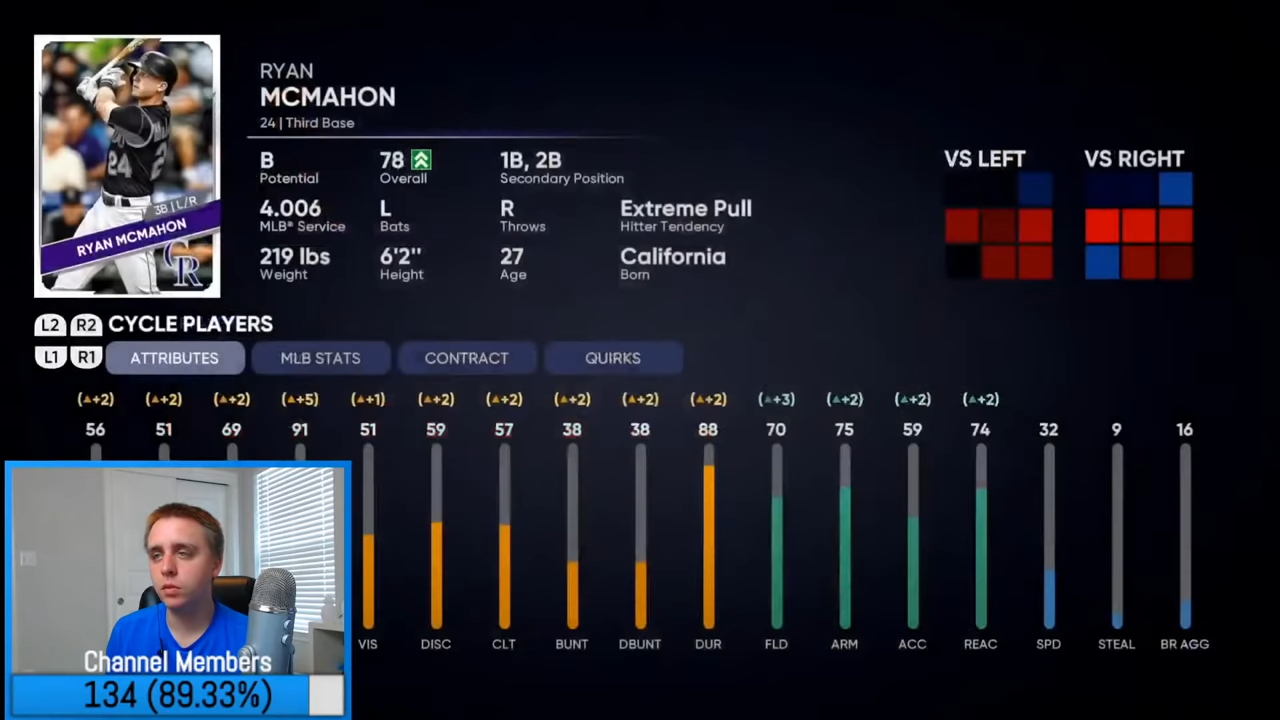 RYAN
MCMAHON
24 | Third Base
B
Potential
78
Overall
1B, 2B
Secondary Position
4.006
MLB® Service
L
Bats
R
Throws
Extreme Pull
Hitter Tendency
219 lbs
Weight
6'2"
Height
27
Age
California
Born
VS LEFT
VS RIGHT
24
3B | L/R
RYAN MCMAHON
CR
L2 R2 CYCLE PLAYERS
L1 R1 ATTRIBUTES MLB STATS CONTRACT QUIRKS
(▲+2) (▲+2) (▲+2) (▲+5) (▲+1) (▲+2) (▲+2) (▲+2) (▲+2) (▲+2) (▲+3) (▲+2) (▲+2) (▲+2)
56 51 69 91 51 59 57 38 38 88 70 75 59 74 32 9 16
VIS DISC CLT BUNT DBUNT DUR FLD ARM ACC REAC SPD STEAL BR AGG
Channel Members
134 (89.33%)